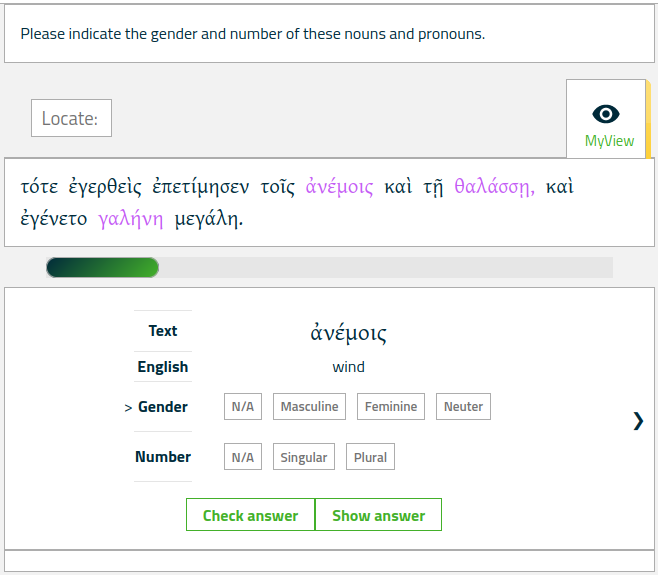 Please indicate the gender and number of these nouns and pronouns.
Locate:
MyView
τότε ἐγερθεὶς ἐπετίμησεν τοῖς ἀνέμοις καὶ τῇ θαλάσσῃ, καὶ
ἐγένετο γαλήνη μεγάλη.
Text ἀνέμοις
English wind
> Gender N/A Masculine Feminine Neuter
❯
Number N/A Singular Plural
Check answer Show answer